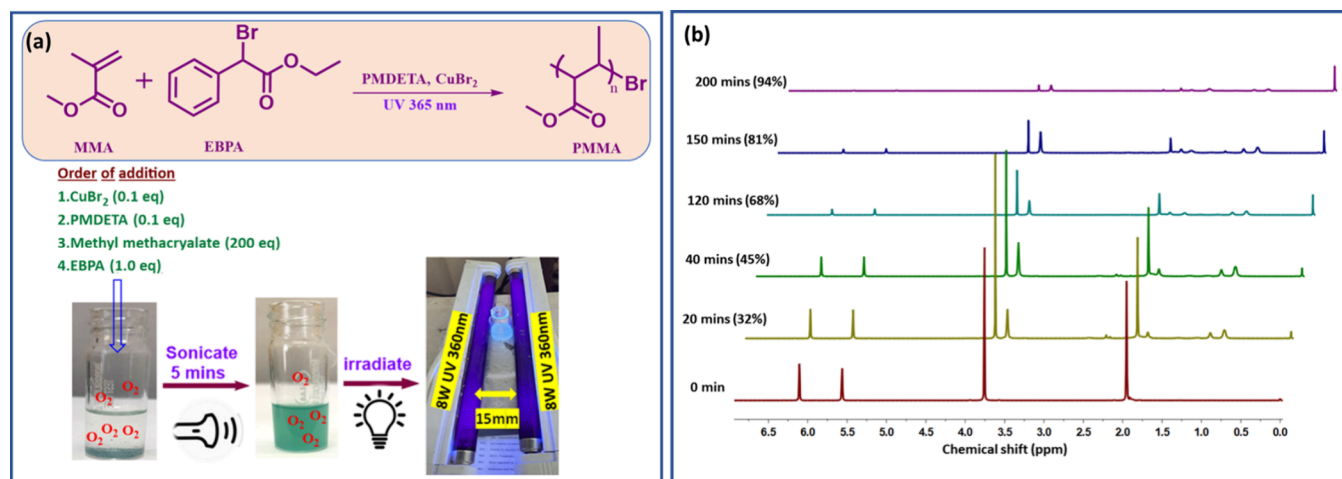 (a)
Br
O
O
O
O
MMA
+
EBPA
PMDETA, CuBr₂
UV 365 nm
n
Br
O
O
PMMA
Order of addition
1.CuBr₂ (0.1 eq)
2.PMDETA (0.1 eq)
3.Methyl methacryalate (200 eq)
4.EBPA (1.0 eq)
O₂
O₂
O₂ O₂ O₂
Sonicate
5 mins
O₂
O₂ O₂
O₂
irradiate
8W UV 360nm
8W UV 360nm
15mm
(b)
200 mins (94%)
150 mins (81%)
120 mins (68%)
40 mins (45%)
20 mins (32%)
0 min
6.5 6.0 5.5 5.0 4.5 4.0 3.5 3.0 2.5 2.0 1.5 1.0 0.5 0.0
Chemical shift (ppm)